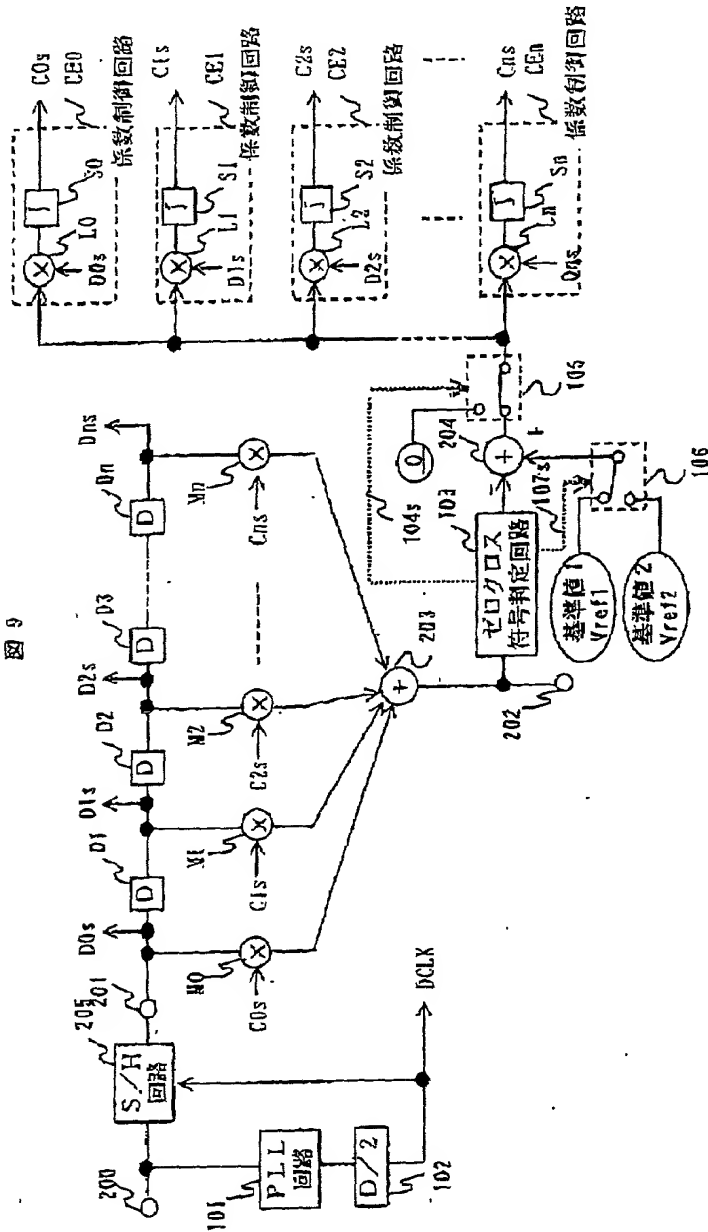 図 9
200
S/H
回路
205
201
PLL
回路
101
D/2
102
DCLK
D0s
D
D1
D1s
D
D2
D2s
D
D3
D
Dn
Dns
×
M0
C0s
×
M1
C1s
×
M2
C2s
×
Mn
Cns
+
203
202
ゼロクロス
符号判定回路
103
104s
107s
−
+
+
204
0
105
106
基準値1
Vref1
基準値2
Vref2
×
D0s
L0
∫
S0
C0s
CE0
係数制御回路
×
D1s
L1
∫
S1
C1s
CE1
係数制御回路
×
D2s
L2
∫
S2
C2s
CE2
係数制御回路
×
Dns
Ln
∫
Sn
Cns
CEn
係数制御回路